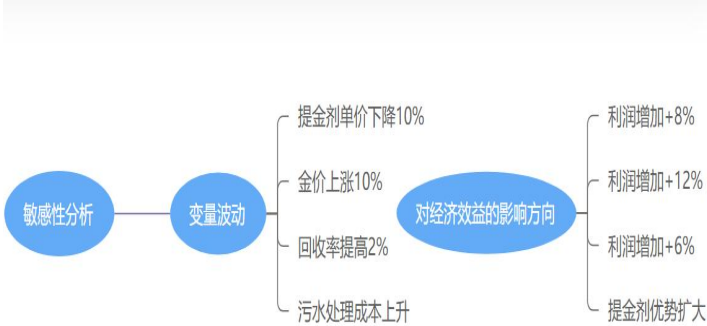 敏感性分析
变量波动
提金剂单价下降10%
金价上涨10%
回收率提高2%
污水处理成本上升
对经济效益的影响方向
利润增加+8%
利润增加+12%
利润增加+6%
提金剂优势扩大